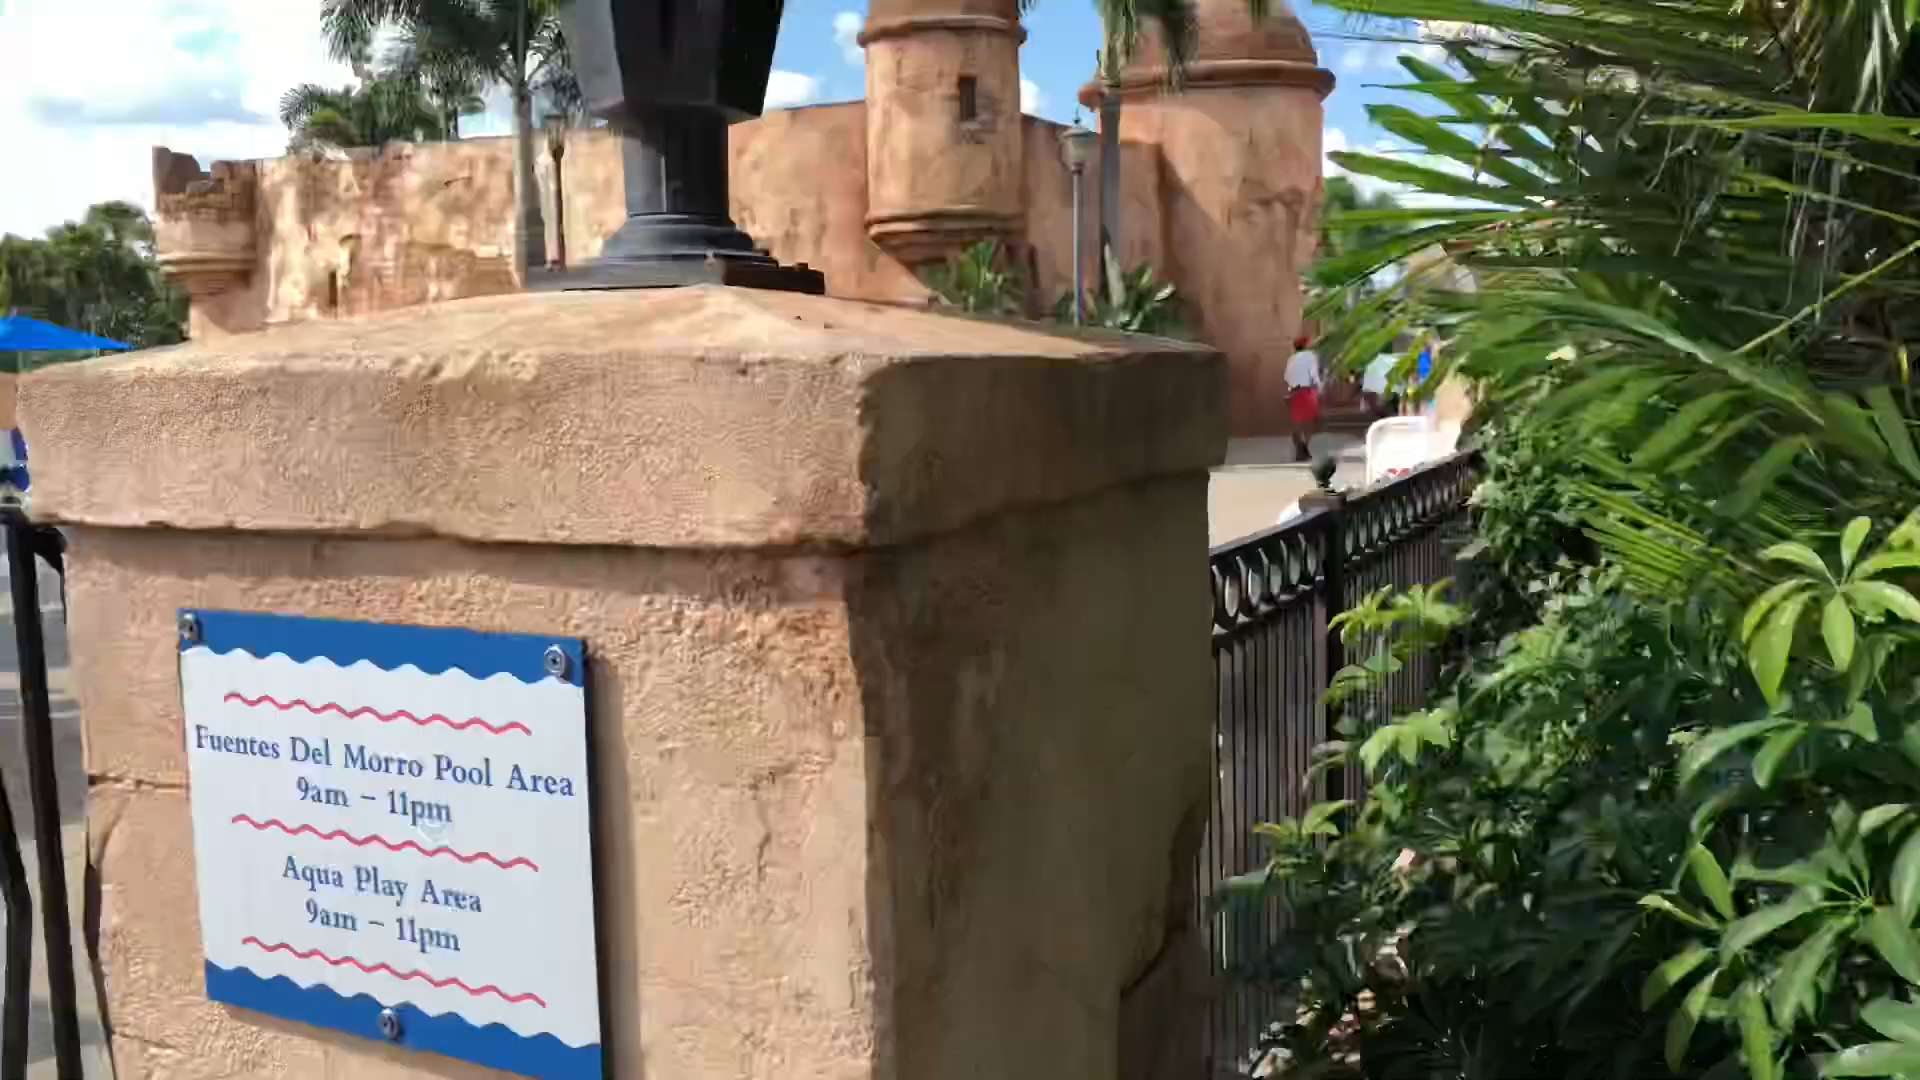 Fuentes Del Morro Pool Area
9am – 11pm
Aqua Play Area
9am – 11pm